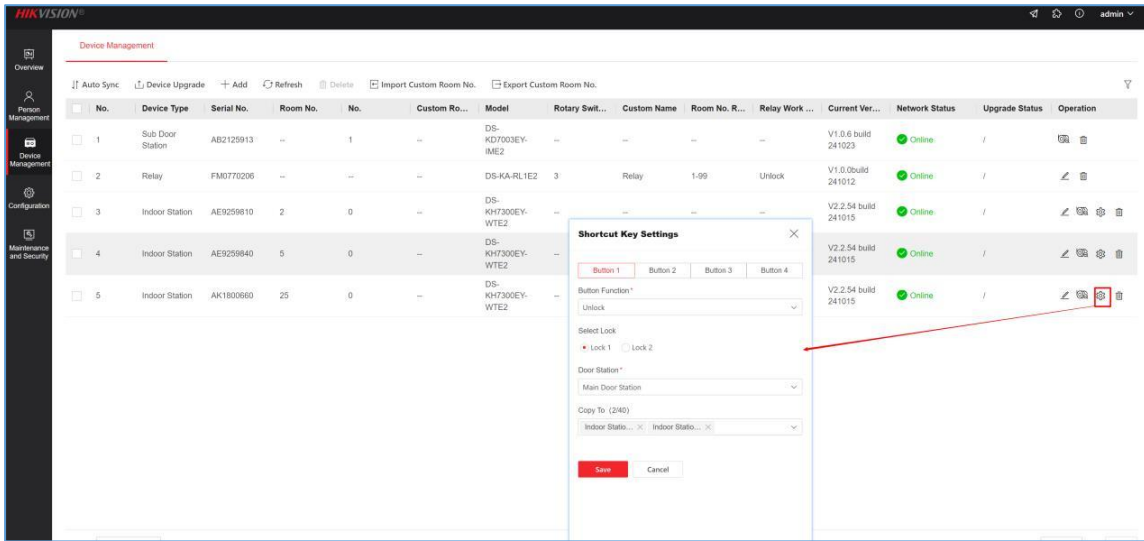 HIKVISION®
admin
Overview
Person Management
Device Management
Configuration
Maintenance and Security
Device Management
Auto Sync Device Upgrade Add Refresh Delete Import Custom Room No. Export Custom Room No.
No. Device Type Serial No. Room No. No. Custom Ro... Model Rotary Swit... Custom Name Room No. R... Relay Work ... Current Ver... Network Status Upgrade Status Operation
1 Sub Door Station AB2125913 -- 1 -- DS-KD7003EY-IME2 -- -- -- -- V1.0.6 build 241023 Online /
2 Relay FM0770206 -- -- -- DS-KA-RL1E2 3 Relay 1-99 Unlock V1.0.0build 241012 Online /
3 Indoor Station AE9259810 2 0 -- DS-KH7300EY-WTE2 -- -- -- -- V2.2.54 build 241015 Online /
4 Indoor Station AE9259840 5 0 -- DS-KH7300EY-WTE2 -- V2.2.54 build 241015 Online /
5 Indoor Station AK1800660 25 0 -- DS-KH7300EY-WTE2 -- V2.2.54 build 241015 Online /
Shortcut Key Settings
Button 1 Button 2 Button 3 Button 4
Button Function *
Unlock
Select Lock
Lock 1 Lock 2
Door Station *
Main Door Station
Copy To (2/40)
Indoor Statio... Indoor Statio...
Save Cancel